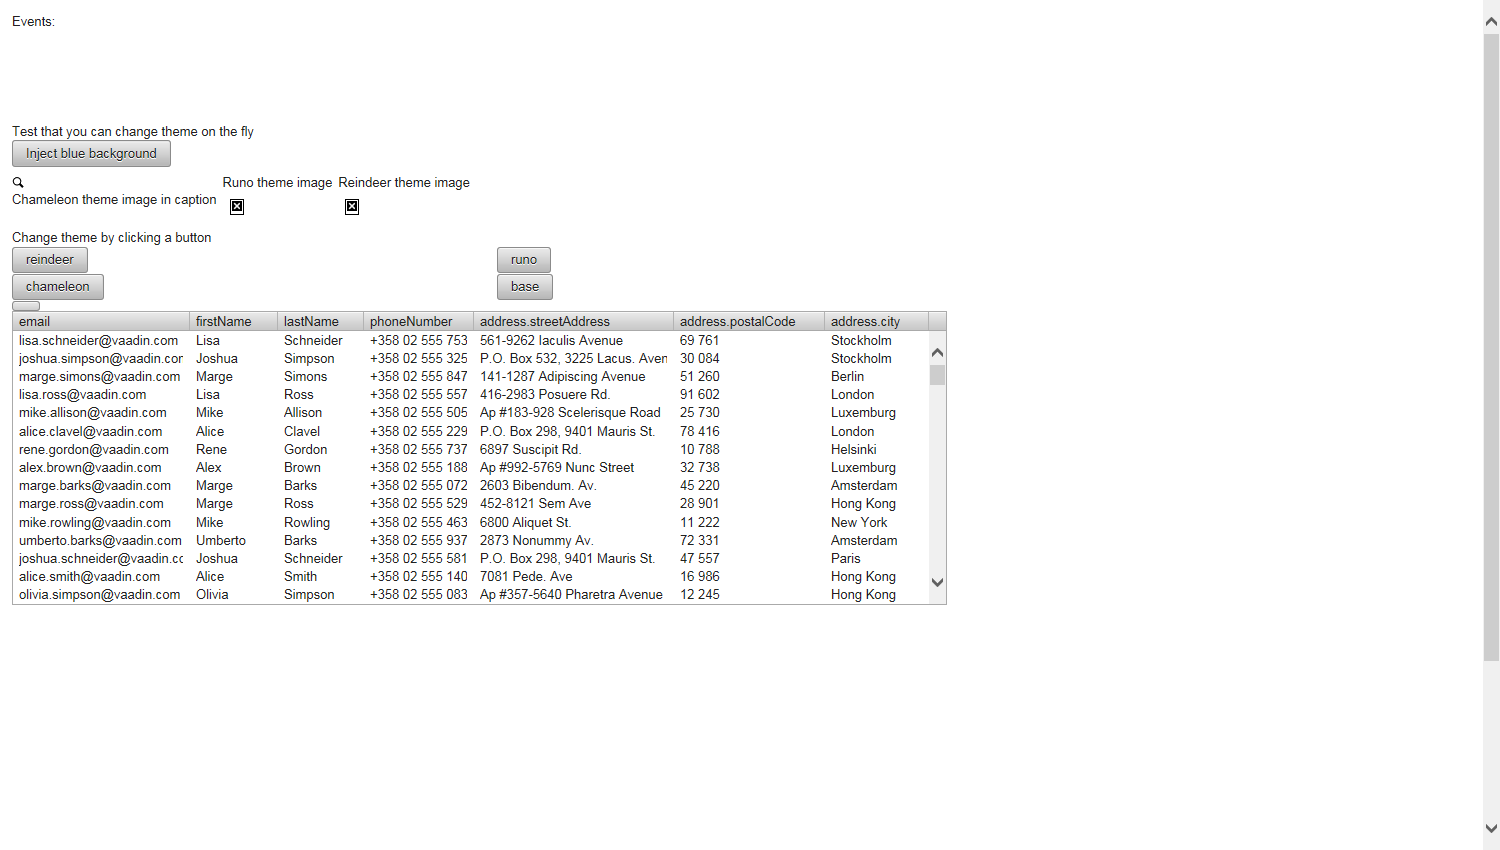 Events:
Test that you can change theme on the fly
Inject blue background
Runo theme image Reindeer theme image
Chameleon theme image in caption
Change theme by clicking a button
reindeer runo
chameleon base
email firstName lastName phoneNumber address.streetAddress address.postalCode address.city
lisa.schneider@vaadin.com Lisa Schneider +358 02 555 753 561-9262 Iaculis Avenue 69 761 Stockholm
joshua.simpson@vaadin.con Joshua Simpson +358 02 555 325 P.O. Box 532, 3225 Lacus. Aven 30 084 Stockholm
marge.simons@vaadin.com Marge Simons +358 02 555 847 141-1287 Adipiscing Avenue 51 260 Berlin
lisa.ross@vaadin.com Lisa Ross +358 02 555 557 416-2983 Posuere Rd. 91 602 London
mike.allison@vaadin.com Mike Allison +358 02 555 505 Ap #183-928 Scelerisque Road 25 730 Luxemburg
alice.clavel@vaadin.com Alice Clavel +358 02 555 229 P.O. Box 298, 9401 Mauris St. 78 416 London
rene.gordon@vaadin.com Rene Gordon +358 02 555 737 6897 Suscipit Rd. 10 788 Helsinki
alex.brown@vaadin.com Alex Brown +358 02 555 188 Ap #992-5769 Nunc Street 32 738 Luxemburg
marge.barks@vaadin.com Marge Barks +358 02 555 072 2603 Bibendum. Av. 45 220 Amsterdam
marge.ross@vaadin.com Marge Ross +358 02 555 529 452-8121 Sem Ave 28 901 Hong Kong
mike.rowling@vaadin.com Mike Rowling +358 02 555 463 6800 Aliquet St. 11 222 New York
umberto.barks@vaadin.com Umberto Barks +358 02 555 937 2873 Nonummy Av. 72 331 Amsterdam
joshua.schneider@vaadin.cc Joshua Schneider +358 02 555 581 P.O. Box 298, 9401 Mauris St. 47 557 Paris
alice.smith@vaadin.com Alice Smith +358 02 555 140 7081 Pede. Ave 16 986 Hong Kong
olivia.simpson@vaadin.com Olivia Simpson +358 02 555 083 Ap #357-5640 Pharetra Avenue 12 245 Hong Kong